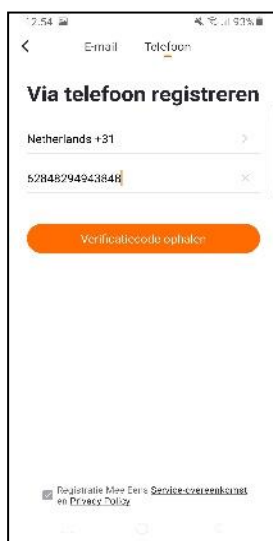 12.54 93%
E-mail Telefoon
Via telefoon registreren
Netherlands +31
62848294943848
Verificatiecode ophalen
Registratie Mee Eens Service-overeenkomst
en Privacy Policy